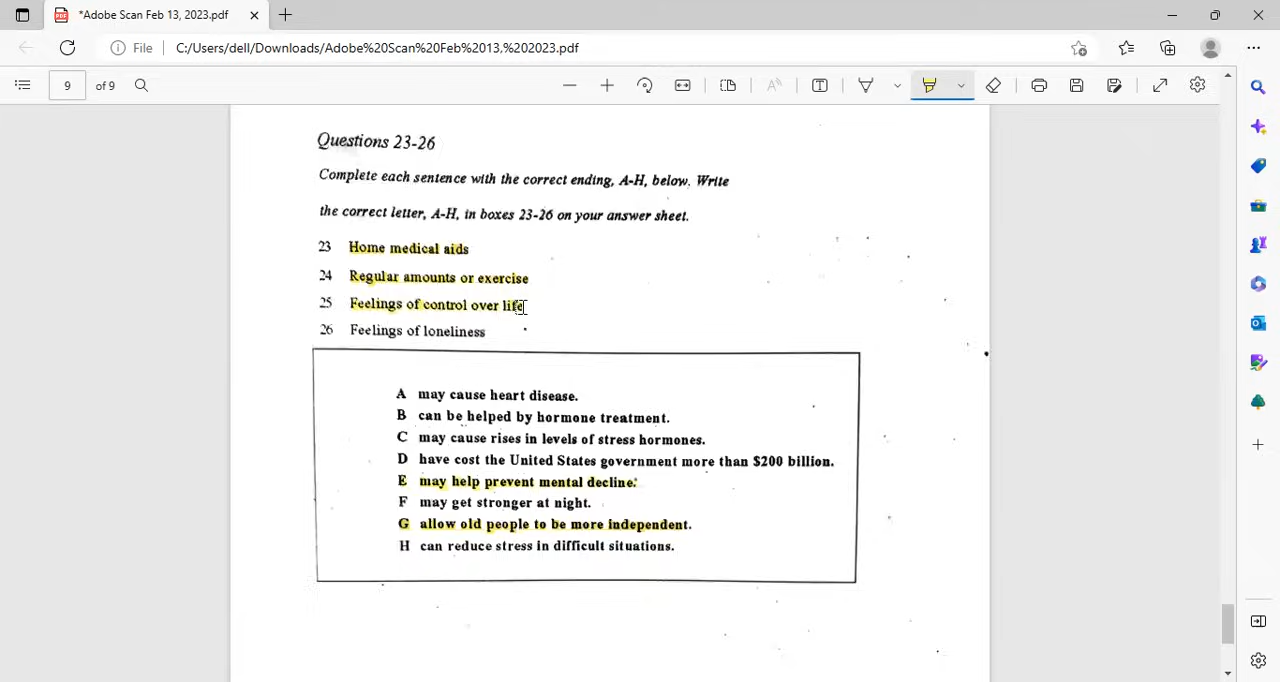 *Adobe Scan Feb 13, 2023.pdf
File C:/Users/dell/Downloads/Adobe%20Scan%20Feb%2013,%202023.pdf
9 of 9
Questions 23-26
Complete each sentence with the correct ending, A-H, below. Write
the correct letter, A-H, in boxes 23-26 on your answer sheet.
23 Home medical aids
24 Regular amounts or exercise
25 Feelings of control over life
26 Feelings of loneliness
A may cause heart disease.
B can be helped by hormone treatment.
C may cause rises in levels of stress hormones.
D have cost the United States government more than $200 billion.
E may help prevent mental decline.
F may get stronger at night.
G allow old people to be more independent.
H can reduce stress in difficult situations.